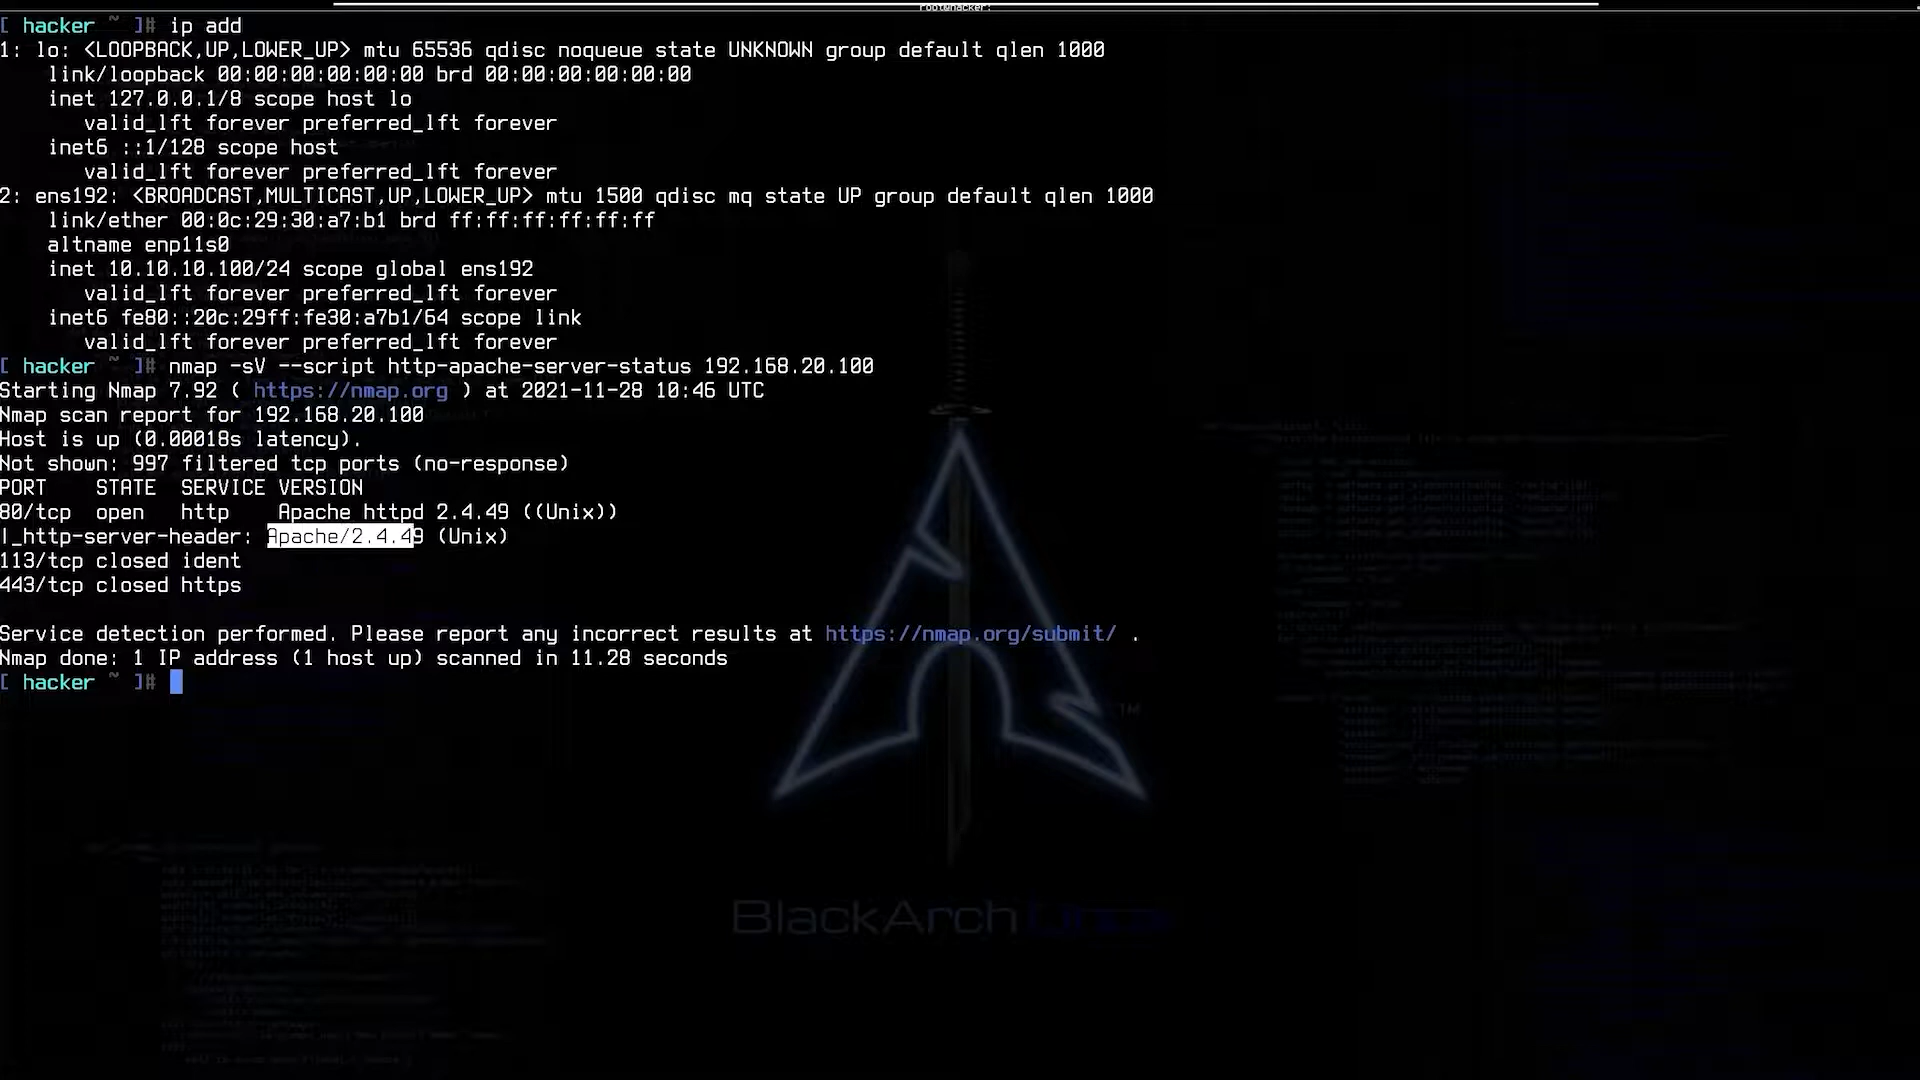 root@hacker:
[ hacker ~ ]# ip add
1: lo: <LOOPBACK,UP,LOWER_UP> mtu 65536 qdisc noqueue state UNKNOWN group default qlen 1000
    link/loopback 00:00:00:00:00:00 brd 00:00:00:00:00:00
    inet 127.0.0.1/8 scope host lo
       valid_lft forever preferred_lft forever
    inet6 ::1/128 scope host
       valid_lft forever preferred_lft forever
2: ens192: <BROADCAST,MULTICAST,UP,LOWER_UP> mtu 1500 qdisc mq state UP group default qlen 1000
    link/ether 00:0c:29:30:a7:b1 brd ff:ff:ff:ff:ff:ff
    altname enp11s0
    inet 10.10.10.100/24 scope global ens192
       valid_lft forever preferred_lft forever
    inet6 fe80::20c:29ff:fe30:a7b1/64 scope link
       valid_lft forever preferred_lft forever
[ hacker ~ ]# nmap -sV --script http-apache-server-status 192.168.20.100
Starting Nmap 7.92 ( https://nmap.org ) at 2021-11-28 10:46 UTC
Nmap scan report for 192.168.20.100
Host is up (0.00018s latency).
Not shown: 997 filtered tcp ports (no-response)
PORT    STATE  SERVICE VERSION
80/tcp  open   http    Apache httpd 2.4.49 ((Unix))
|_http-server-header: Apache/2.4.49 (Unix)
113/tcp closed ident
443/tcp closed https
Service detection performed. Please report any incorrect results at https://nmap.org/submit/ .
Nmap done: 1 IP address (1 host up) scanned in 11.28 seconds
[ hacker ~ ]#
TM
BlackArch Linux